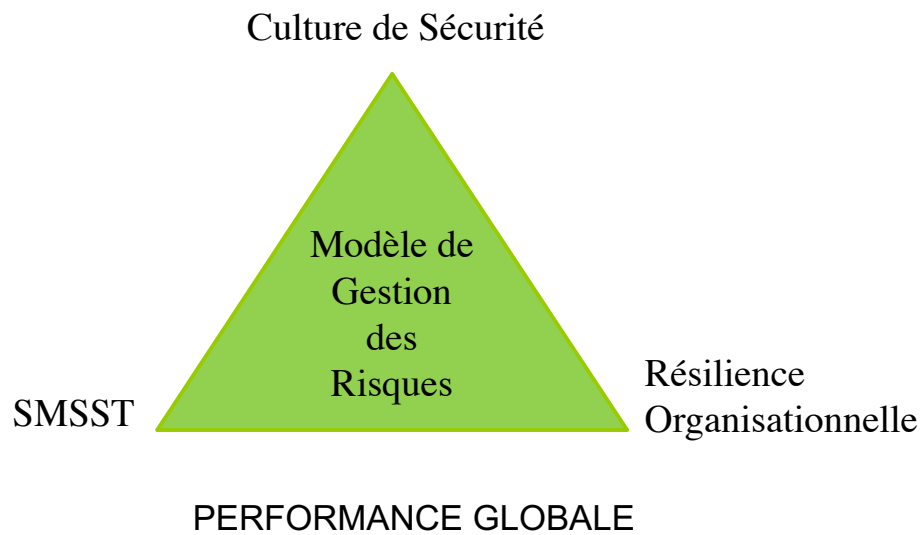 Culture de Sécurité
Modèle de
Gestion
des
Risques
SMSST
Résilience
Organisationnelle
PERFORMANCE GLOBALE